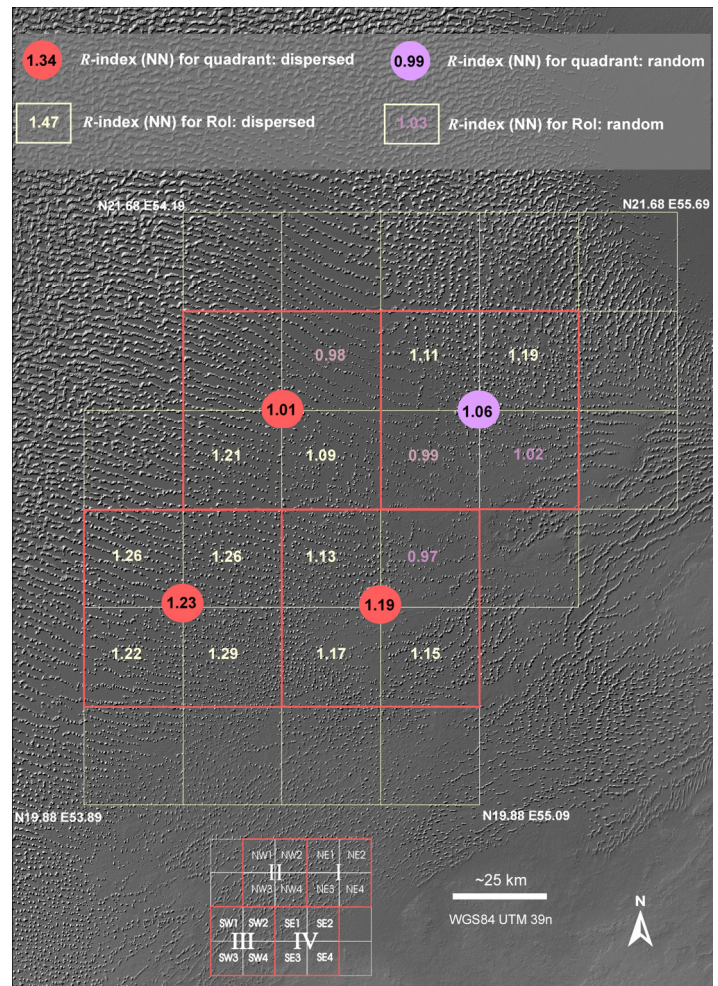 1.34 R-index (NN) for quadrant: dispersed 0.99 R-index (NN) for quadrant: random
1.47 R-index (NN) for RoI: dispersed 1.03 R-index (NN) for RoI: random
N21.68 E54.19 N21.68 E55.69
0.98 1.11 1.19
1.01 1.06
1.21 1.09 0.99 1.02
1.26 1.26 1.13 0.97
1.23 1.19
1.22 1.29 1.17 1.15
N19.88 E53.89 N19.88 E55.09
NW1 NW2 NE1 NE2
II I
NW3 NW4 NE3 NE4
SW1 SW2 SE1 SE2
III IV
SW3 SW4 SE3 SE4
~25 km
WGS84 UTM 39n
N